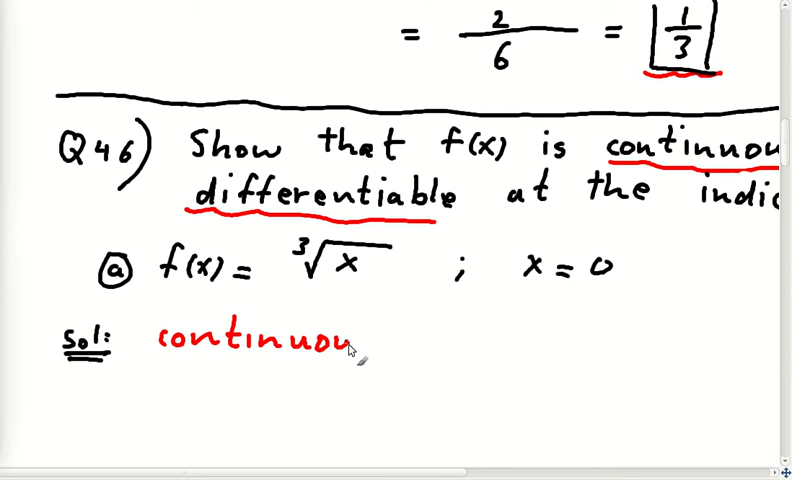 = 2/6 = 1/3
Q46) Show that f(x) is continuou
differentiable at the indic
ⓐ f(x) = ∛x ; x = 0
Sol: continuou